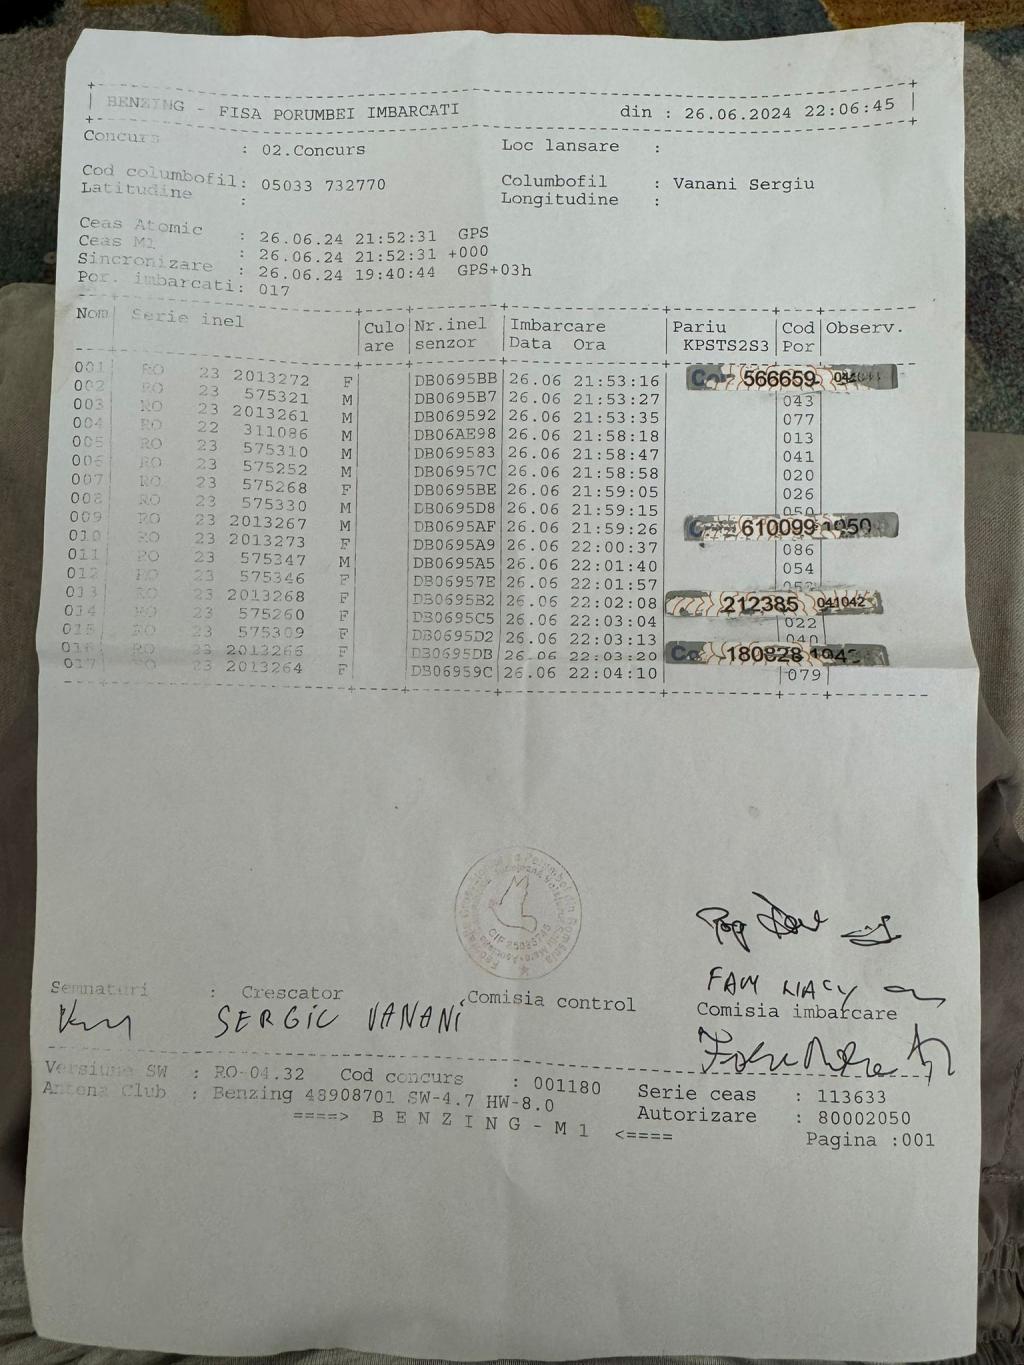 BENZING - FISA PORUMBEI IMBARCATI din : 26.06.2024 22:06:45
Concurs : 02.Concurs Loc lansare :
Cod columbofil: 05033 732770 Columbofil : Vanani Sergiu
Latitudine : Longitudine :
Ceas Atomic : 26.06.24 21:52:31 GPS
Ceas M1 : 26.06.24 21:52:31 +000
Sincronizare : 26.06.24 19:40:44 GPS+03h
Por. imbarcati: 017
Nom Serie inel Culo Nr.inel Imbarcare Pariu Cod Observ.
are senzor Data Ora KPSTS2S3 Por
001 RO 23 2013272 F DB0695BB 26.06 21:53:16 566659
002 RO 23 575321 M DB0695B7 26.06 21:53:27 043
003 RO 23 2013261 M DB069592 26.06 21:53:35 077
004 RO 22 311086 M DB06AE98 26.06 21:58:18 013
005 RO 23 575310 M DB069583 26.06 21:58:47 041
006 RO 23 575252 M DB06957C 26.06 21:58:58 020
007 RO 23 575268 F DB0695BE 26.06 21:59:05 026
008 RO 23 575330 M DB0695D8 26.06 21:59:15
009 RO 23 2013267 M DB0695AF 26.06 21:59:26 610099
010 RO 23 2013273 F DB0695A9 26.06 22:00:37 086
011 RO 23 575347 M DB0695A5 26.06 22:01:40 054
012 RO 23 575346 F DB06957E 26.06 22:01:57
013 RO 23 2013268 F DB0695B2 26.06 22:02:08 212385 041042
014 RO 23 575260 F DB0695C5 26.06 22:03:04 022
015 RO 23 575309 F DB0695D2 26.06 22:03:13 040
016 RO 23 2013266 F DB0695DB 26.06 22:03:20 180828
017 RO 23 2013264 F DB06959C 26.06 22:04:10 079
Semnaturi : Crescator Comisia control Comisia imbarcare
SERGIU VANANI
Versiune SW : RO-04.32 Cod concurs : 001180 Serie ceas : 113633
Antena Club : Benzing 48908701 SW-4.7 HW-8.0 Autorizare : 80002050
====> B E N Z I N G - M 1 <==== Pagina :001